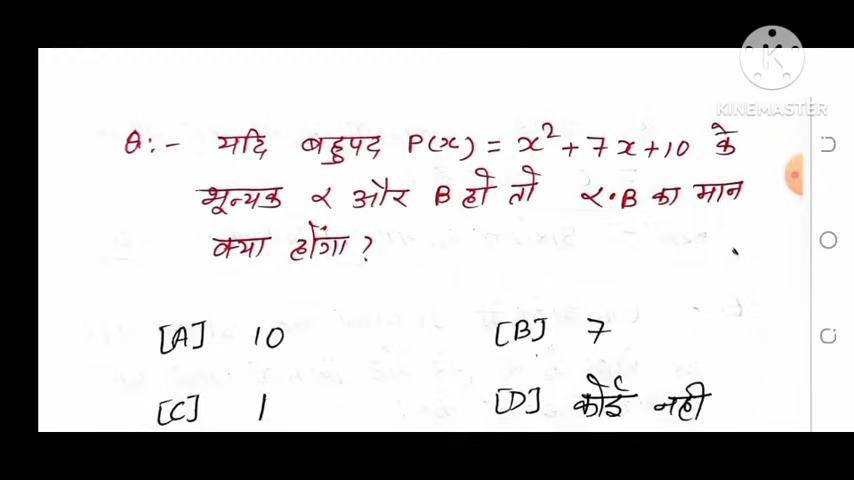 KINEMASTER
θ:- यदि बहुपद P(x) = x² + 7x + 10 के
शून्यक α और B हो तो α·B का मान
क्या होंगा ?
[A] 10 [B] 7
[C] 1 [D] कोई नही